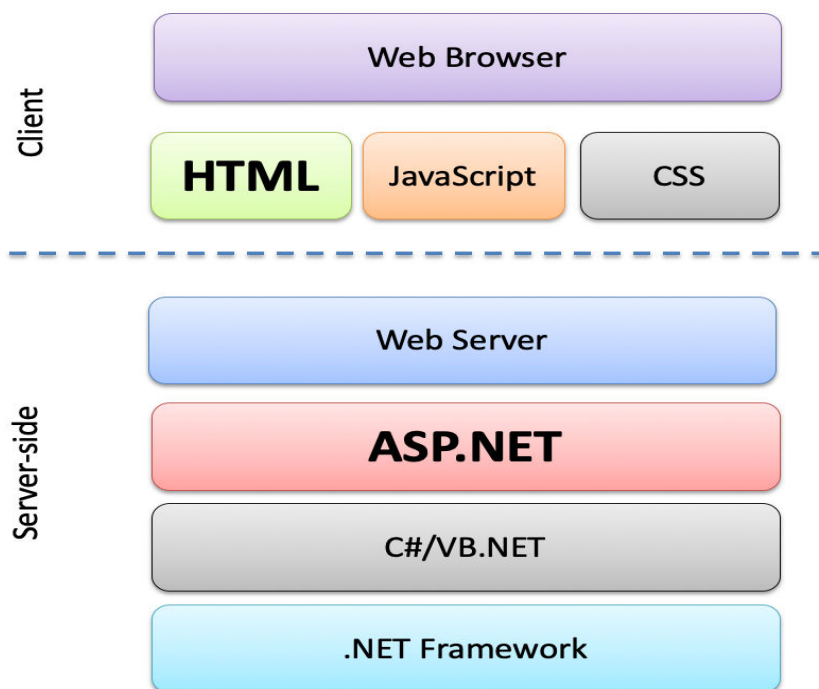 Client
Web Browser
HTML
JavaScript
CSS
Server-side
Web Server
ASP.NET
C#/VB.NET
.NET Framework